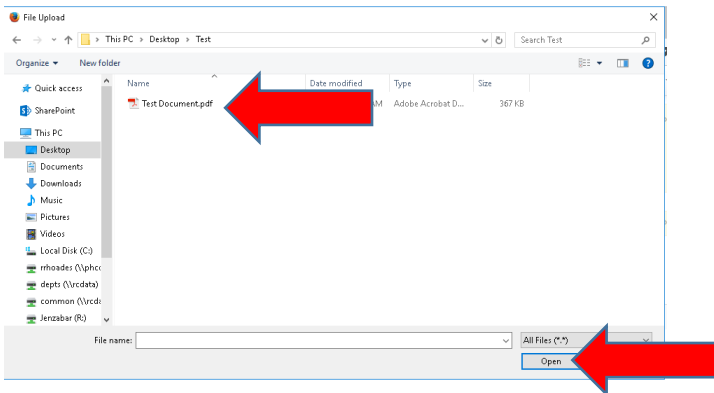 File Upload
This PC > Desktop > Test
Search Test
Organize
New folder
Name Date modified Type Size
Quick access
Test Document.pdf AM Adobe Acrobat D... 367 KB
SharePoint
This PC
Desktop
Documents
Downloads
Music
Pictures
Videos
Local Disk (C:)
rrhoades (\\phcc
depts (\\rcdata)
common (\\rcda
Jenzabar (R:)
File name:
All Files (*.*)
Open